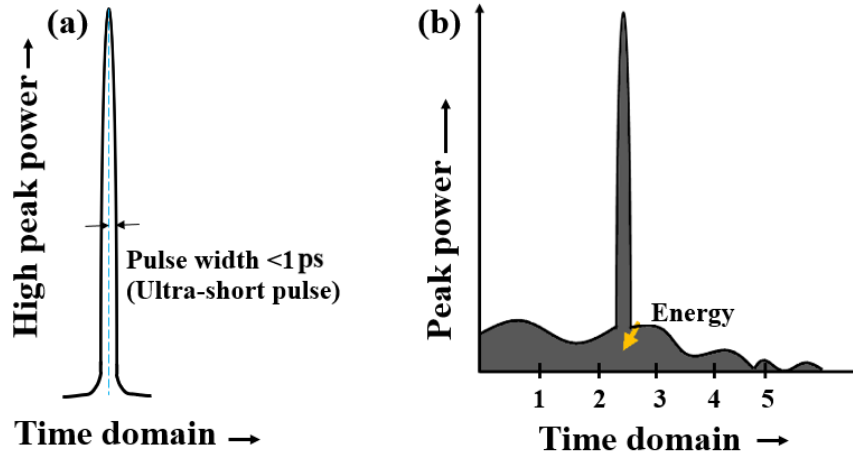 (a)
High peak power
Pulse width <1ps
(Ultra-short pulse)
Time domain
(b)
Peak power
Energy
1 2 3 4 5
Time domain